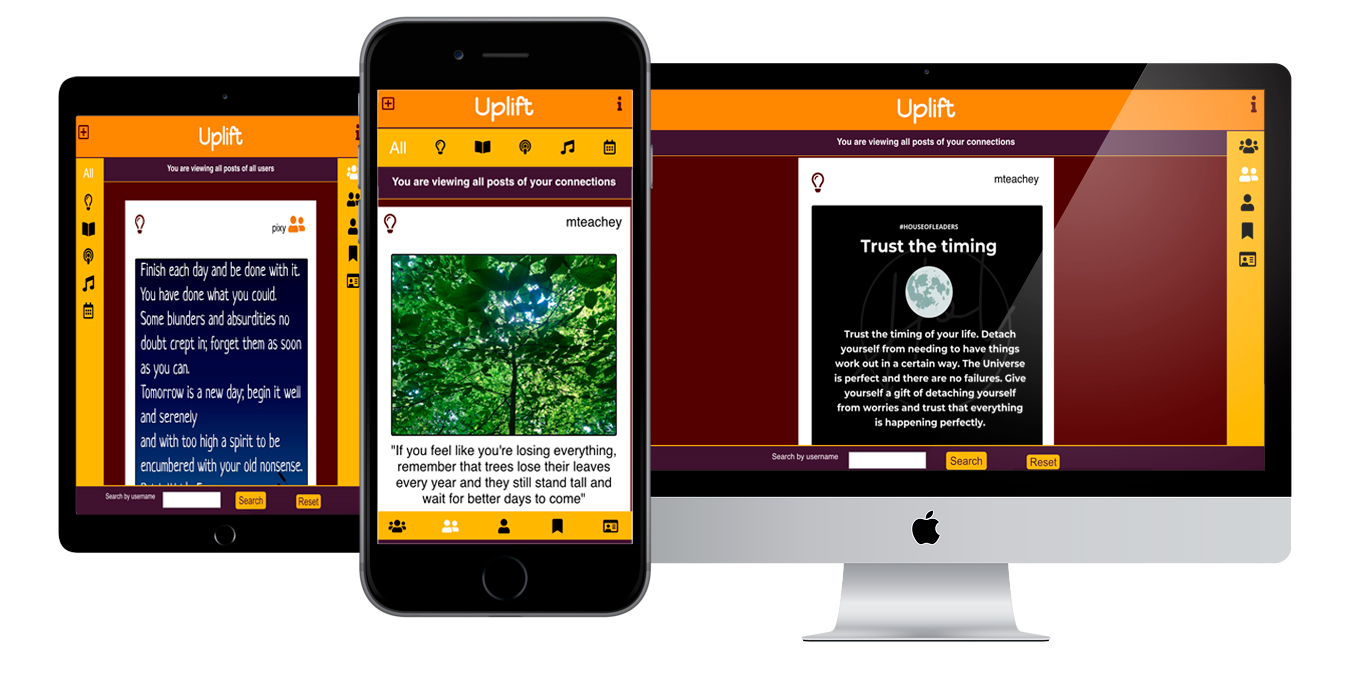 Uplift
You are viewing all posts of all users
All
pixy
Finish each day and be done with it.
You have done what you could.
Some blunders and absurdities no
doubt crept in; forget them as soon
as you can.
Tomorrow is a new day; begin it well
and serenely
and with too high a spirit to be
encumbered with your old nonsense.
Search by username
Search
Reset
Uplift
All
You are viewing all posts of your connections
mteachey
"If you feel like you're losing everything,
remember that trees lose their leaves
every year and they still stand tall and
wait for better days to come"
Uplift
You are viewing all posts of your connections
mteachey
#HOUSEOFLEADERS
Trust the timing
Trust the timing of your life. Detach
yourself from needing to have things
work out in a certain way. The Universe
is perfect and there are no failures. Give
yourself a gift of detaching yourself
from worries and trust that everything
is happening perfectly.
Search by username
Search
Reset